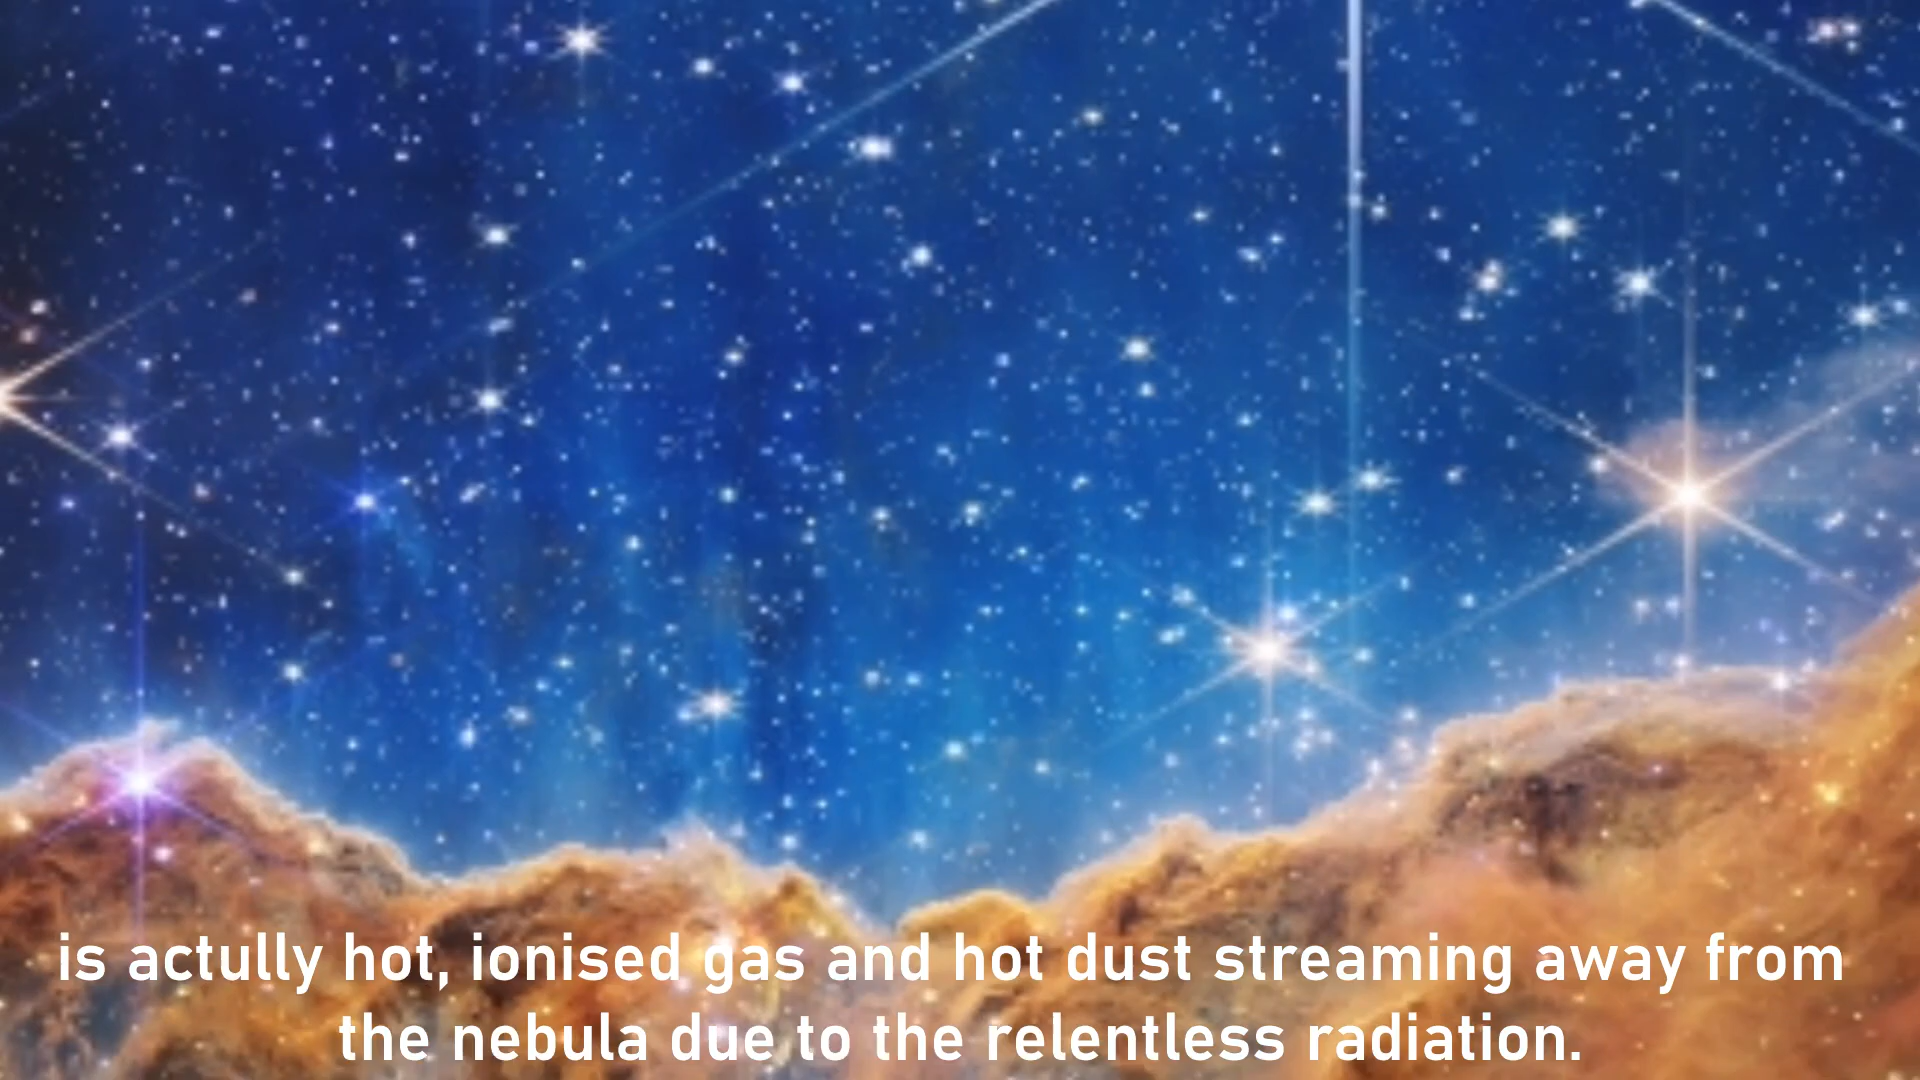 is actully hot, ionised gas and hot dust streaming away from
the nebula due to the relentless radiation.